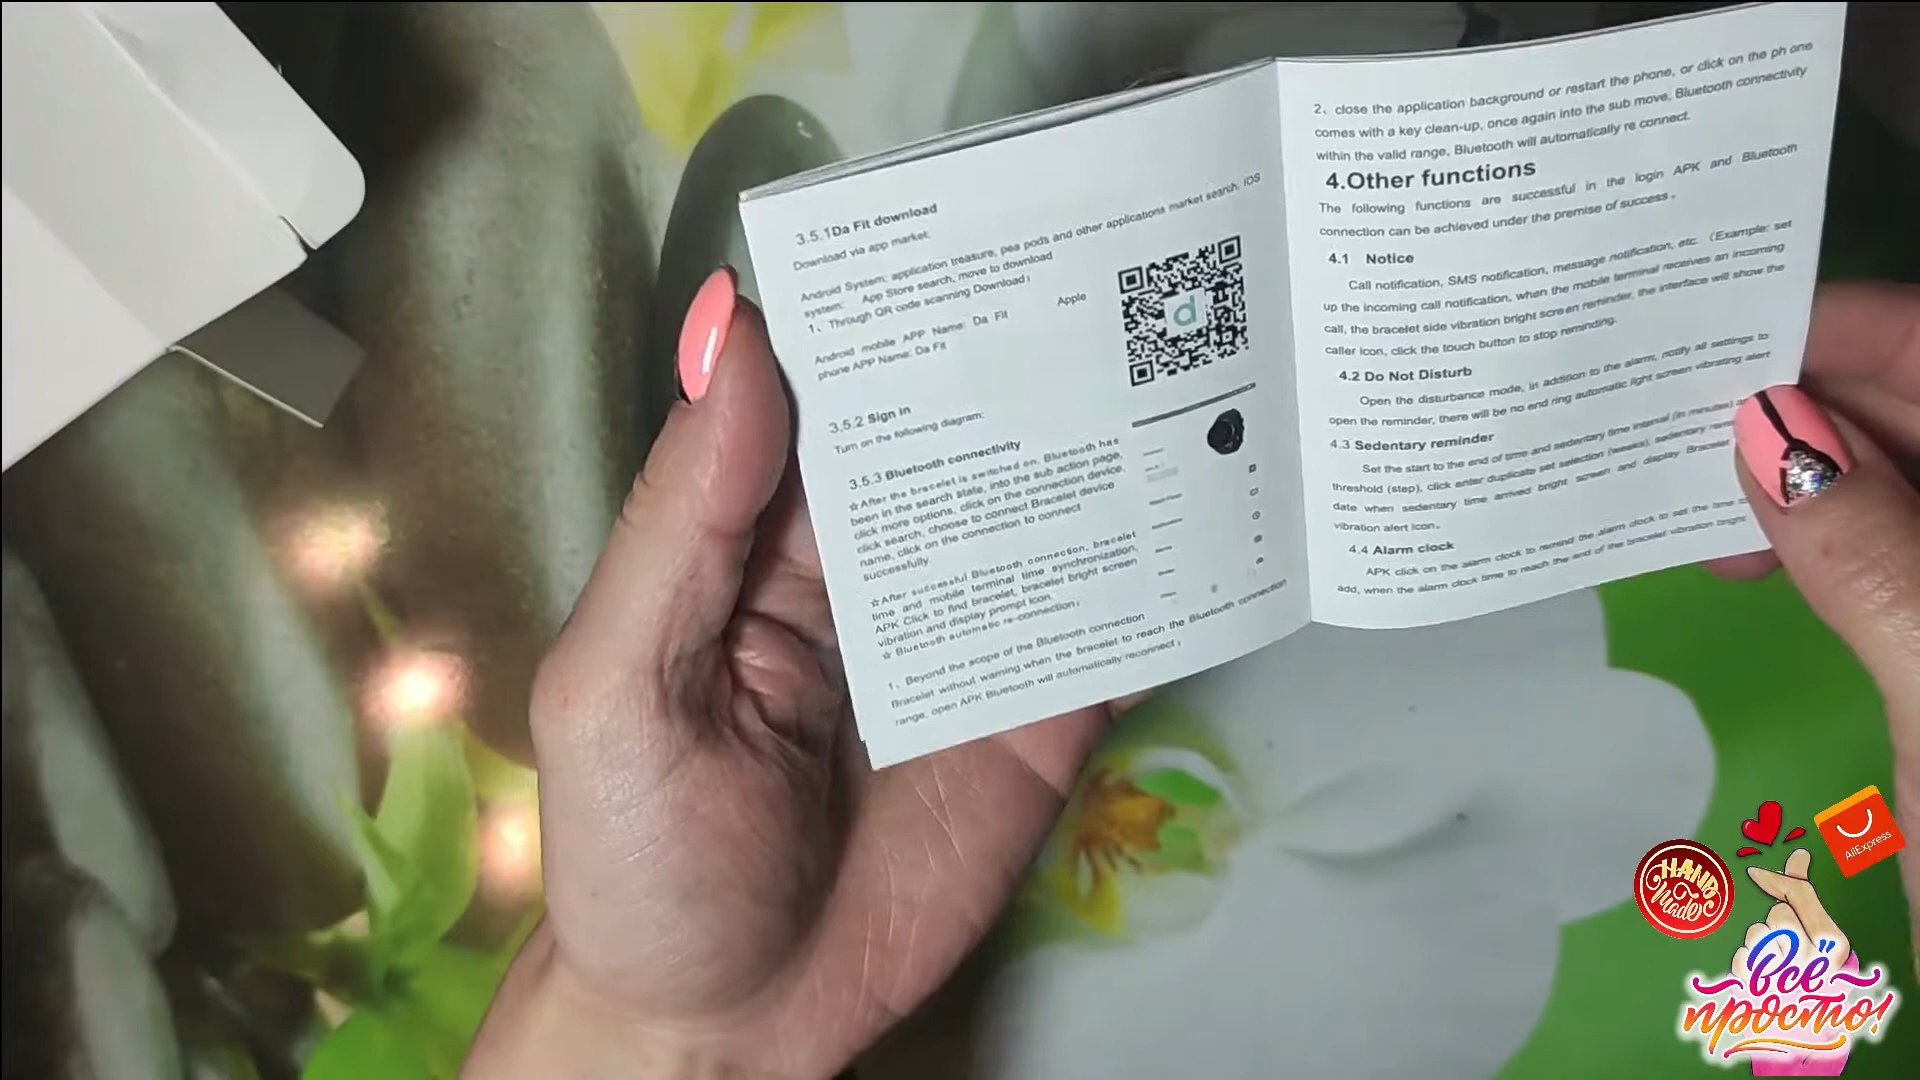 3.5.1Da Fit download
Download via app market:
Android System: application treasure, pea pods and other applications market search. iOS
system: App Store search, move to download
1、Through QR code scanning Download:
Android mobile APP Name: Da Fit Apple
phone APP Name: Da Fit
3.5.2 Sign in
Turn on the following diagram:
3.5.3 Bluetooth connectivity
☆After the bracelet is switched on, Bluetooth has
been in the search state, into the sub action page,
click more options, click on the connection device,
click search, choose to connect Bracelet device
name, click on the connection to connect
successfully.
☆After successful Bluetooth connection, bracelet
time and mobile terminal time synchronization,
APK Click to find bracelet, bracelet bright screen
vibration and display prompt icon.
☆ Bluetooth automatic re-connection:
1、Beyond the scope of the Bluetooth connection
Bracelet without warning,when the bracelet to reach the Bluetooth connection
range, open APK Bluetooth will automatically reconnect;
2、close the application background or restart the phone, or click on the ph one
comes with a key clean-up, once again into the sub move, Bluetooth connectivity
within the valid range, Bluetooth will automatically re connect.
4.Other functions
The following functions are successful in the login APK and Bluetooth
connection can be achieved under the premise of success.
4.1 Notice
Call notification, SMS notification, message notification, etc. (Example: set
up the incoming call notification, when the mobile terminal receives an incoming
call, the bracelet side vibration bright screen reminder, the interface will show the
caller icon, click the touch button to stop reminding.
4.2 Do Not Disturb
Open the disturbance mode, in addition to the alarm, notify all settings to
open the reminder, there will be no end ring automatic light screen vibrating alert
4.3 Sedentary reminder
Set the start to the end of time and sedentary time interval (in minutes)
threshold (step), click enter duplicate set selection (weeks), sedentary
date when sedentary time arrived bright screen and display Bracelet
vibration alert icon.
4.4 Alarm clock
APK click on the alarm clock to remind the alarm clock to set the time
add, when the alarm clock time to reach the end of the bracelet vibration bright
d
HAND
Made
AliExpress
Всё
просто!